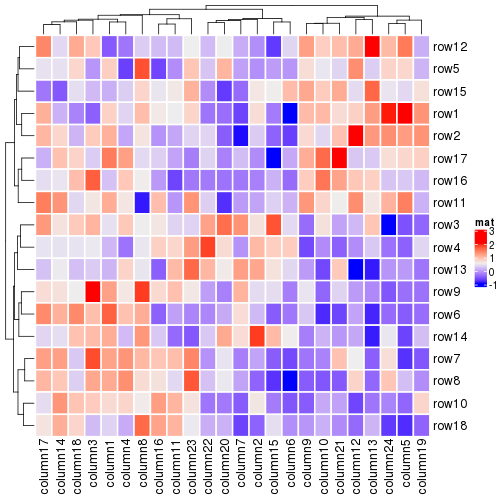 row12
row5
row15
row1
row2
row17
row16
row11
row3
row4
row13
row9
row6
row14
row7
row8
row10
row18
mat
3
2
1
0
-1
column17
column14
column18
column3
column1
column4
column8
column16
column11
column23
column22
column20
column7
column2
column15
column6
column9
column10
column21
column12
column13
column24
column5
column19